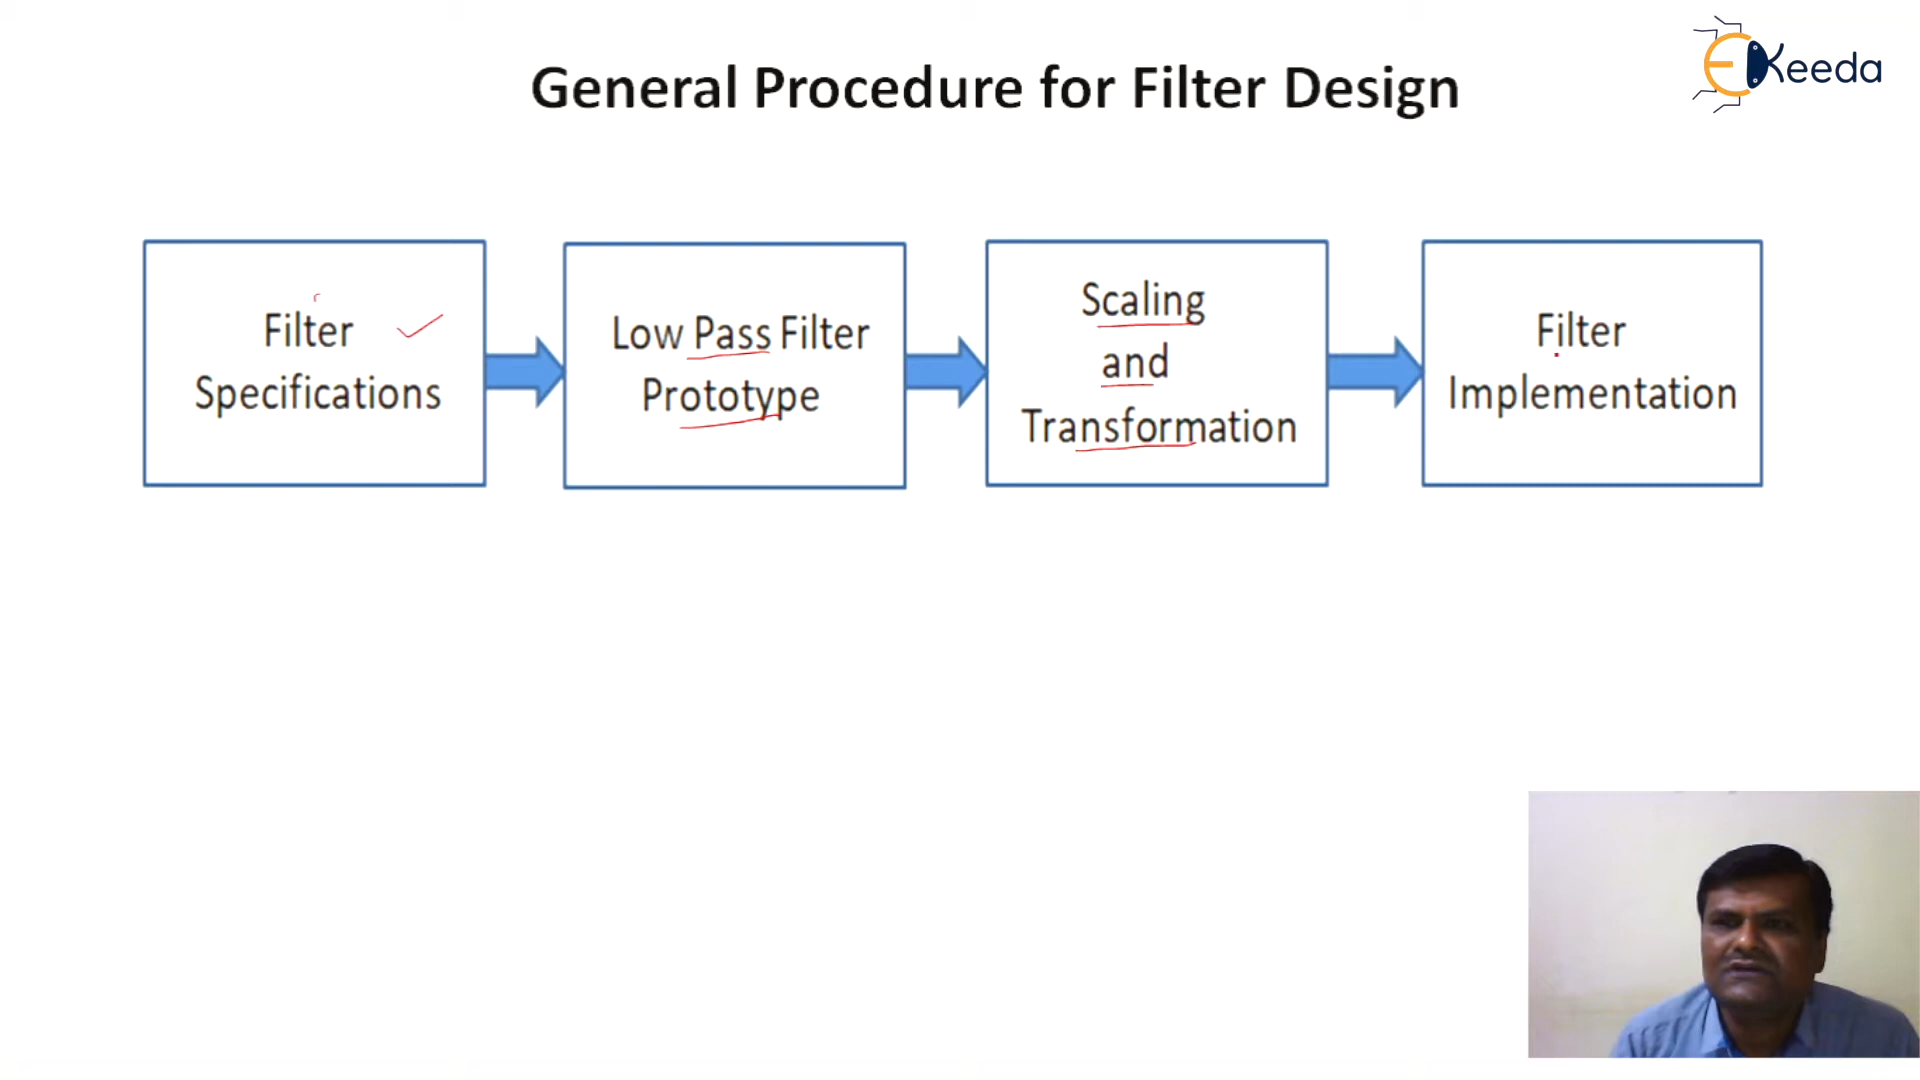 General Procedure for Filter Design
EKeeda
Filter
Specifications
Low Pass Filter
Prototype
Scaling
and
Transformation
Filter
Implementation